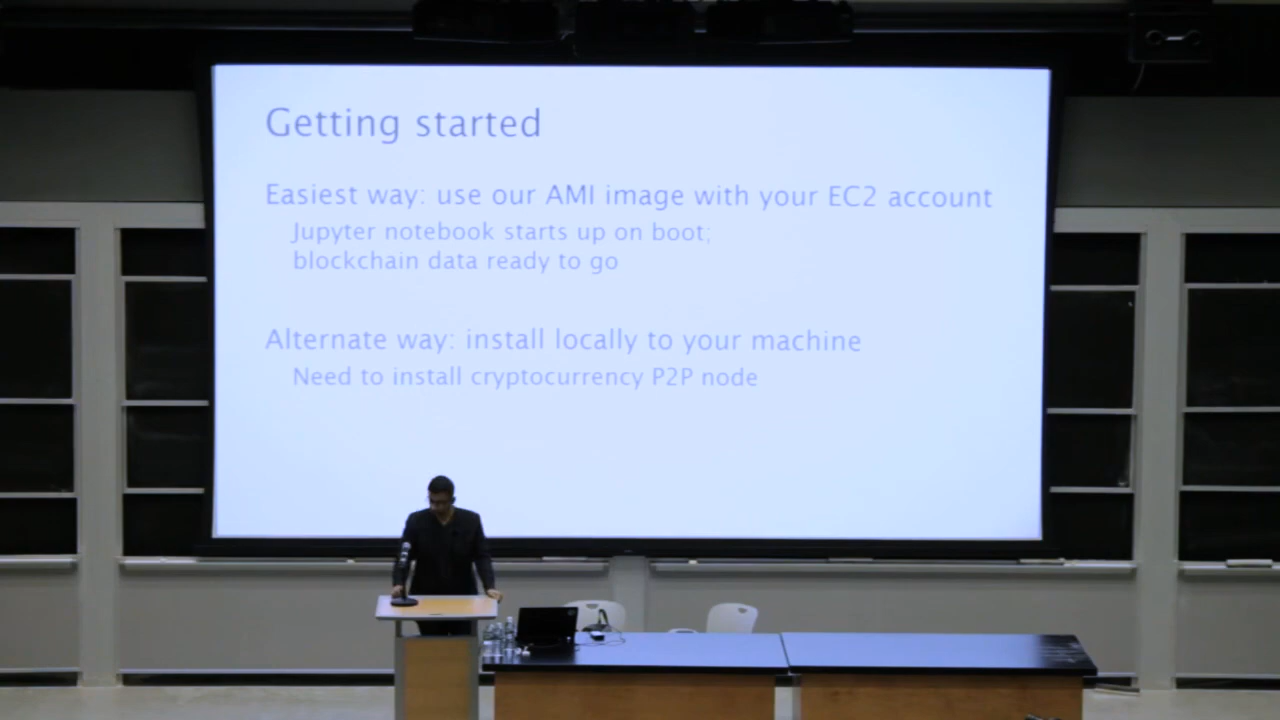 Getting started
Easiest way: use our AMI image with your EC2 account
Jupyter notebook starts up on boot;
blockchain data ready to go
Alternate way: install locally to your machine
Need to install cryptocurrency P2P node